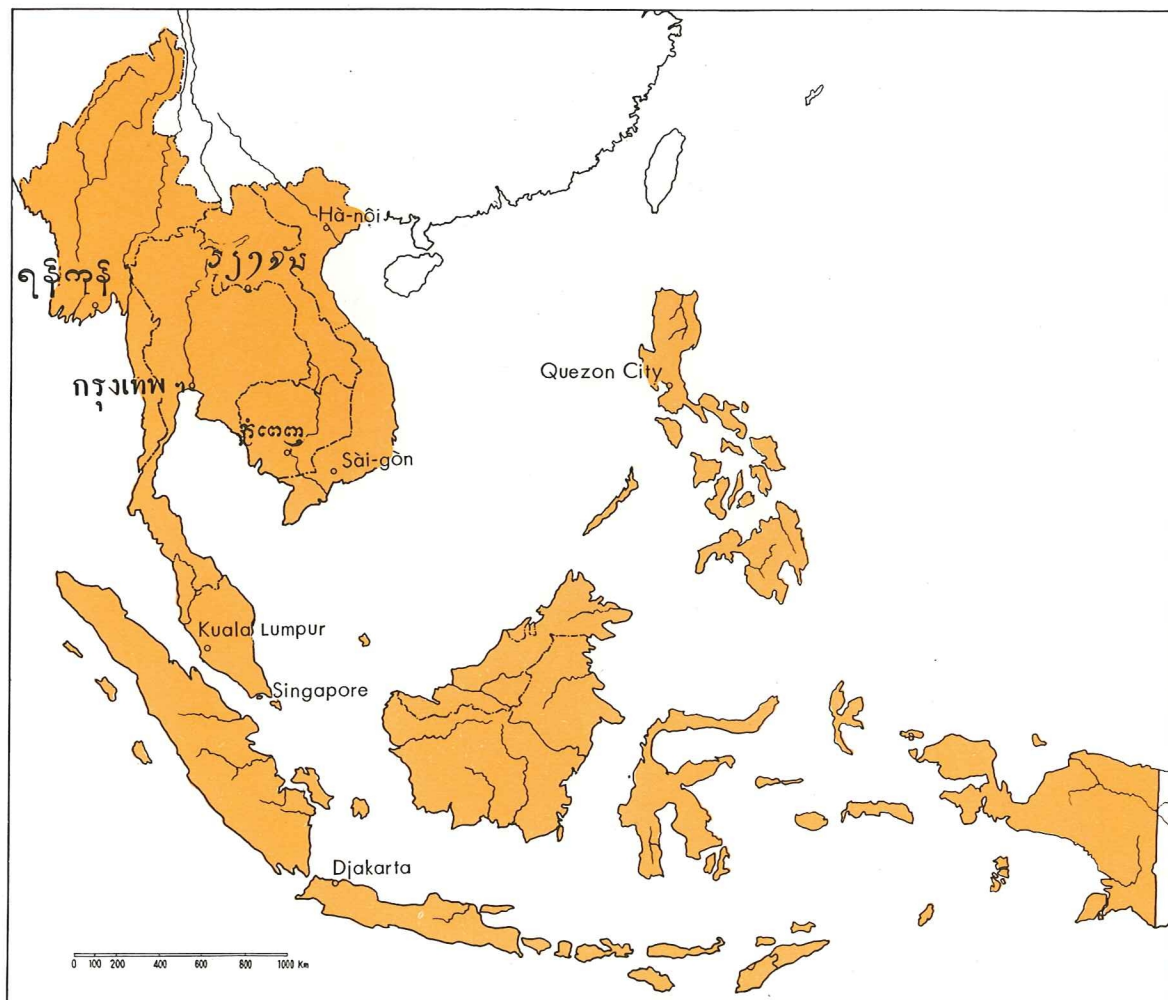 Hà-nội
ວຽງຈັນ
ရန်ကုန်
Quezon City
กรุงเทพ ฯ
ភ្នំពេញ
Sài-gòn
Kuala Lumpur
Singapore
Djakarta
0 100 200 400 600 800 1000 Km